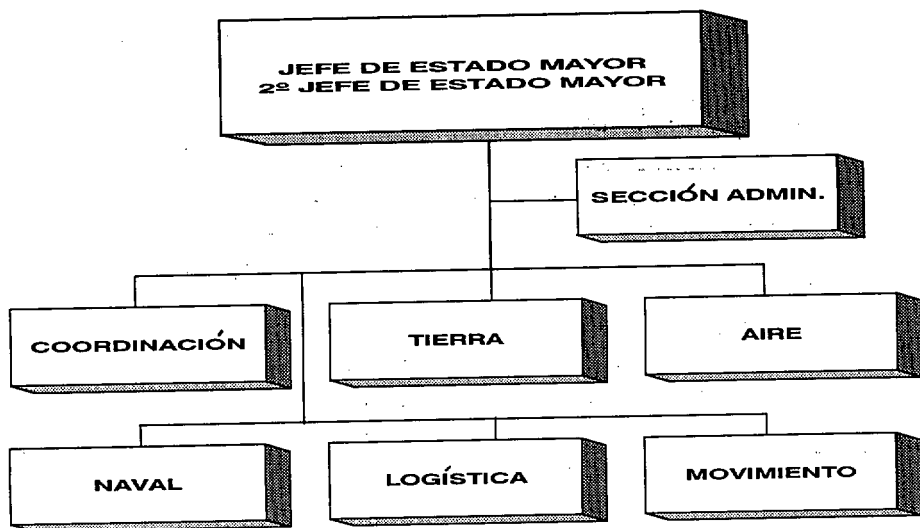 JEFE DE ESTADO MAYOR
2º JEFE DE ESTADO MAYOR
SECCIÓN ADMIN.
COORDINACIÓN
TIERRA
AIRE
NAVAL
LOGÍSTICA
MOVIMIENTO